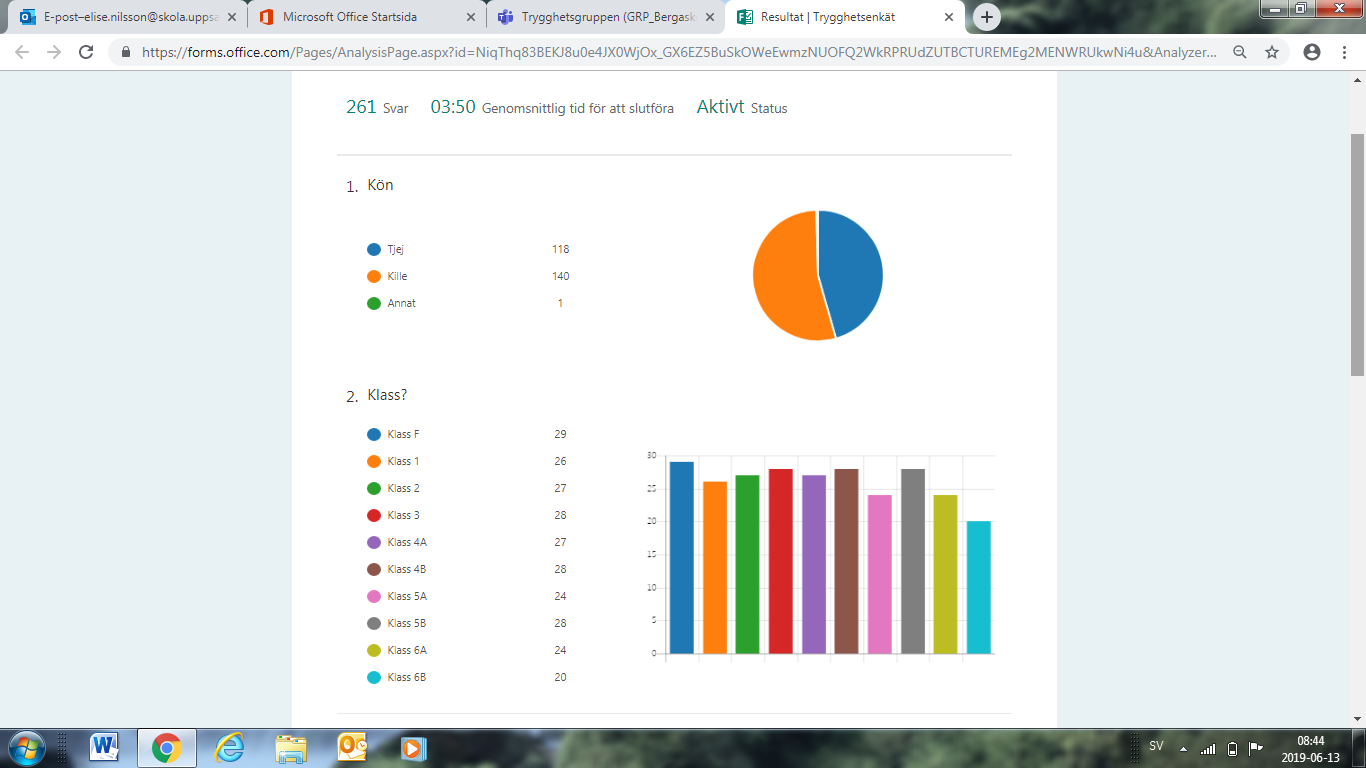 E-post–elise.nilsson@skola.uppsa
Microsoft Office Startsida
Trygghetsgruppen (GRP_Bergask
Resultat | Trygghetsenkät
https://forms.office.com/Pages/AnalysisPage.aspx?id=NiqThq83BEKJ8u0e4JX0WjOx_GX6EZ5BuSkOWeEwmzNUOFQ2WkRPRUdZUTBCTUREMEg2MENWRUkwNi4u&Analyzer...
261 Svar 03:50 Genomsnittlig tid för att slutföra Aktivt Status
1. Kön
Tjej 118
Kille 140
Annat 1
2. Klass?
Klass F 29
Klass 1 26
Klass 2 27
Klass 3 28
Klass 4A 27
Klass 4B 28
Klass 5A 24
Klass 5B 28
Klass 6A 24
Klass 6B 20
30
25
20
15
10
5
0
SV
08:44
2019-06-13